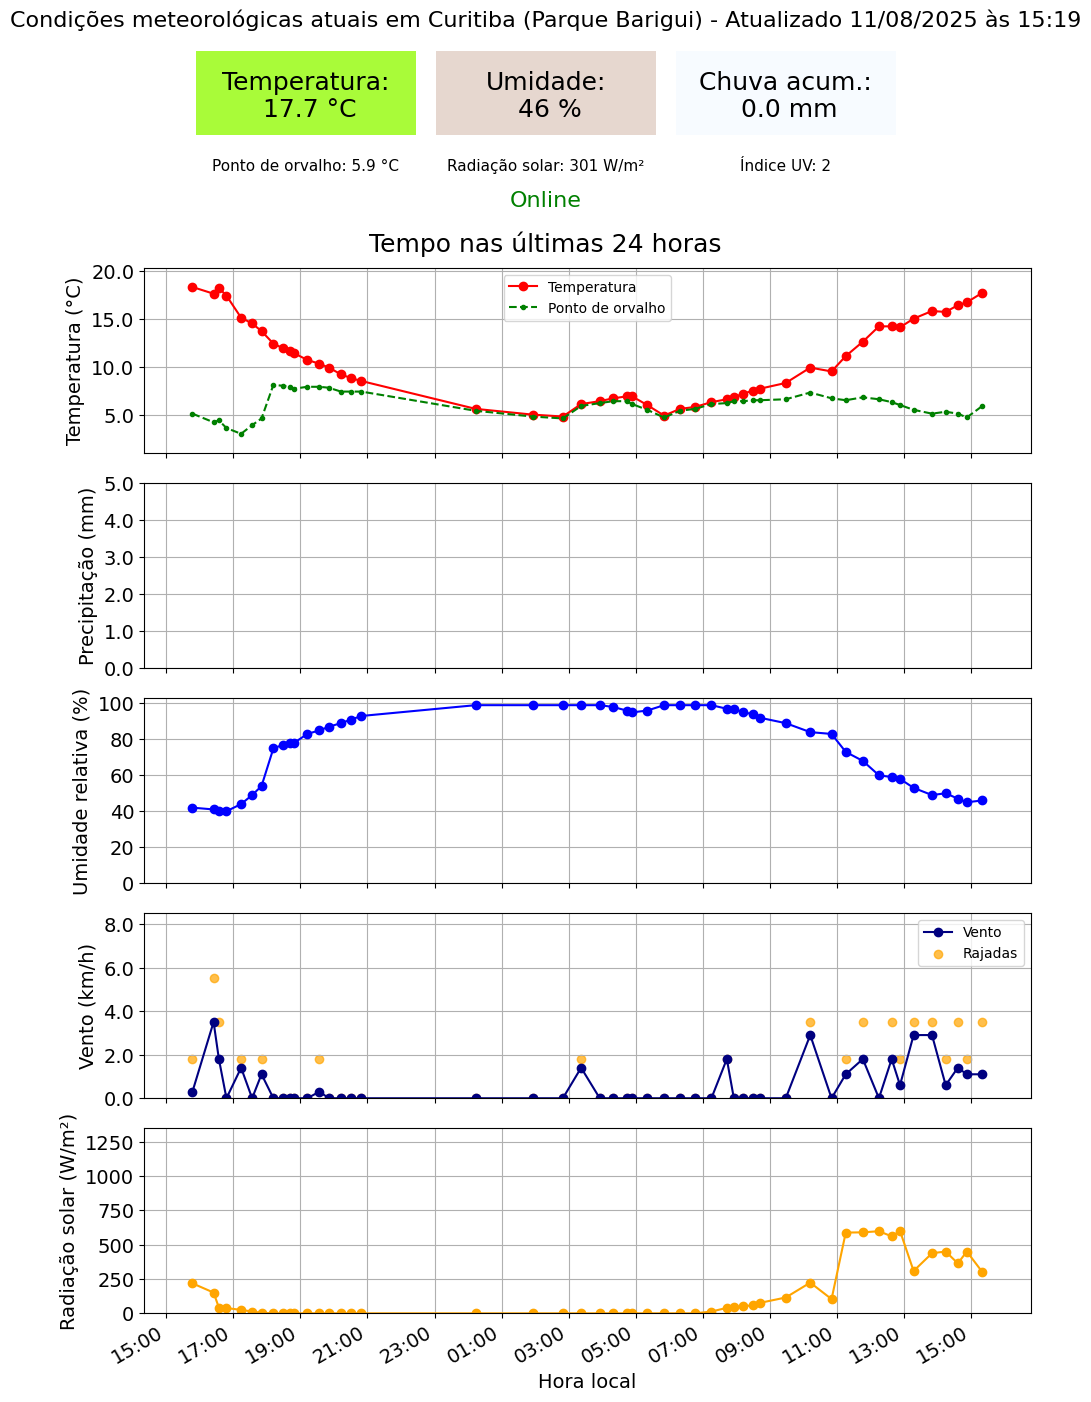 Condições meteorológicas atuais em Curitiba (Parque Barigui) - Atualizado 11/08/2025 às 15:19
Temperatura:
17.7 °C
Umidade:
46 %
Chuva acum.:
0.0 mm
Ponto de orvalho: 5.9 °C
Radiação solar: 301 W/m²
Índice UV: 2
Online
Tempo nas últimas 24 horas
Temperatura (°C)
20.0
15.0
10.0
5.0
Temperatura
Ponto de orvalho
Precipitação (mm)
5.0
4.0
3.0
2.0
1.0
0.0
Umidade relativa (%)
100
80
60
40
20
0
Vento (km/h)
8.0
6.0
4.0
2.0
0.0
Vento
Rajadas
Radiação solar (W/m²)
1250
1000
750
500
250
0
15:00
17:00
19:00
21:00
23:00
01:00
03:00
05:00
07:00
09:00
11:00
13:00
15:00
Hora local